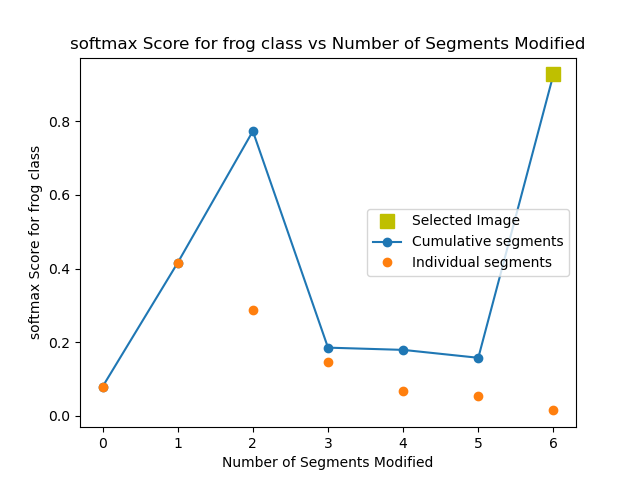 softmax Score for frog class vs Number of Segments Modified
softmax Score for frog class
0.8
0.6
0.4
0.2
0.0
Selected Image
Cumulative segments
Individual segments
0 1 2 3 4 5 6
Number of Segments Modified